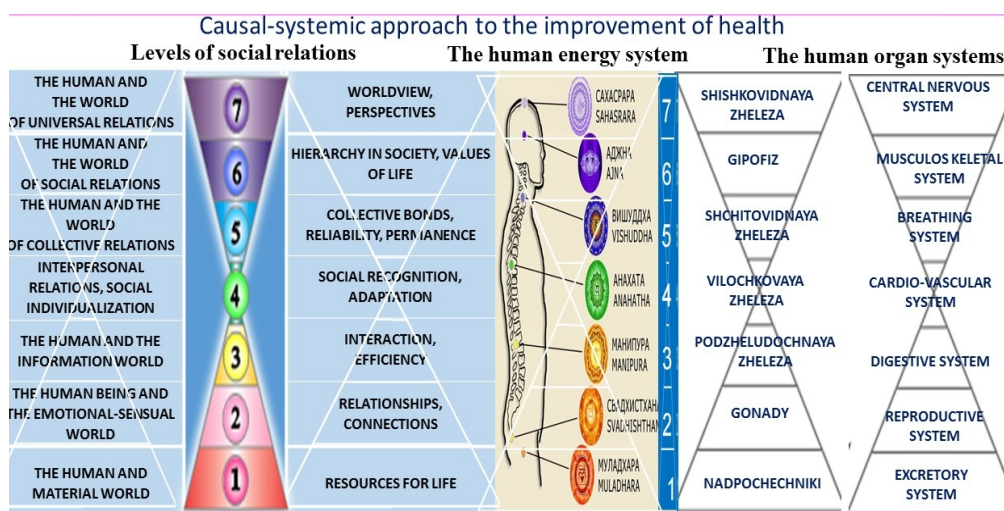 Causal-systemic approach to the improvement of health
Levels of social relations
The human energy system
The human organ systems
THE HUMAN AND
THE WORLD
OF UNIVERSAL RELATIONS
7
WORLDVIEW,
PERSPECTIVES
САХАСРАРА
SAHASRARA
7
SHISHKOVIDNAYA
ZHELEZA
CENTRAL NERVOUS
SYSTEM
THE HUMAN AND
THE WORLD
OF SOCIAL RELATIONS
6
HIERARCHY IN SOCIETY, VALUES
OF LIFE
АДЖНА
AJNA
6
GIPOFIZ
MUSCULOS KELETAL
SYSTEM
THE HUMAN AND THE
WORLD
OF COLLECTIVE RELATIONS
5
COLLECTIVE BONDS,
RELIABILITY, PERMANENCE
ВИШУДДХА
VISHUDDHA
5
SHCHITOVIDNAYA
ZHELEZA
BREATHING
SYSTEM
INTERPERSONAL
RELATIONS, SOCIAL
INDIVIDUALIZATION
4
SOCIAL RECOGNITION,
ADAPTATION
АНАХАТА
ANAHATHA
4
VILOCHKOVAYA
ZHELEZA
CARDIO-VASCULAR
SYSTEM
THE HUMAN AND THE
INFORMATION WORLD
3
INTERACTION,
EFFICIENCY
МАНИПУРА
MANIPURA
3
PODZHELUDOCHNAYA
ZHELEZA
DIGESTIVE SYSTEM
THE HUMAN BEING AND
THE EMOTIONAL-SENSUAL
WORLD
2
RELATIONSHIPS,
CONNECTIONS
СВАДХИСТХАН
SVADHISHTHAN
2
GONADY
REPRODUCTIVE
SYSTEM
THE HUMAN AND
MATERIAL WORLD
1
RESOURCES FOR LIFE
МУЛАДХАРА
MULADHARA
1
NADPOCHECHNIKI
EXCRETORY
SYSTEM